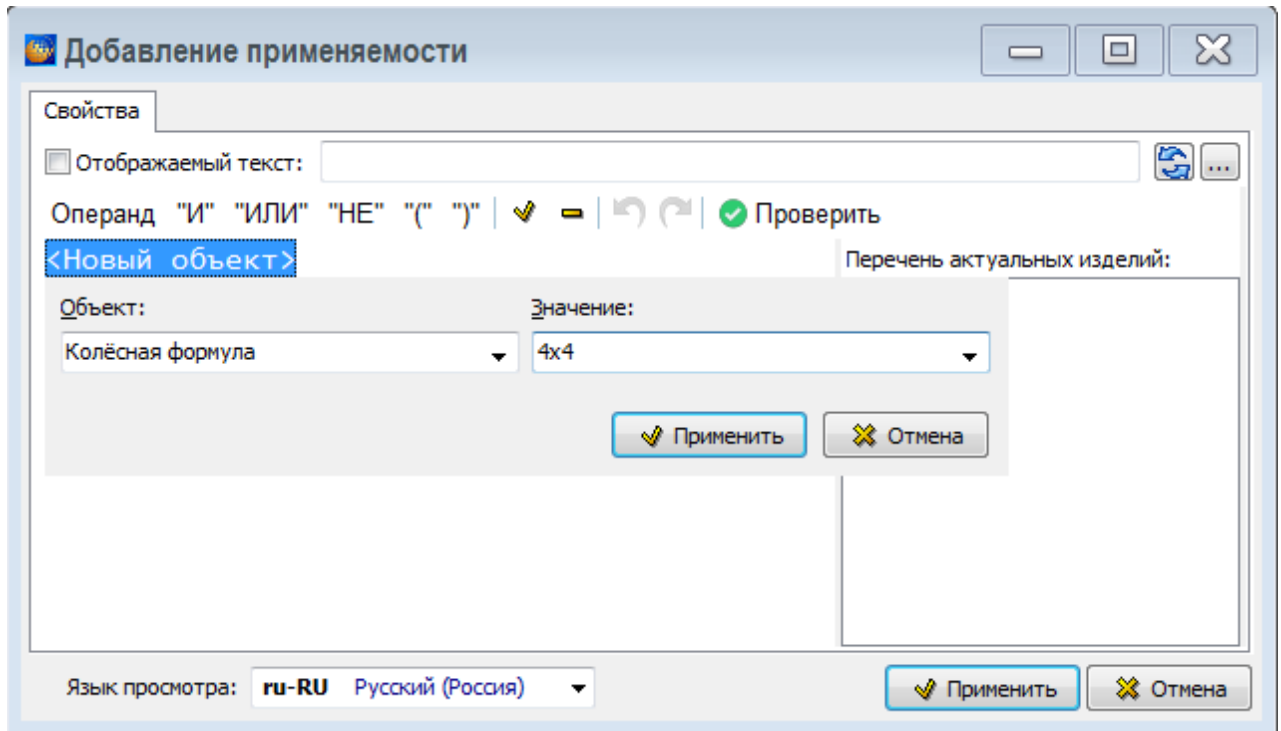 Добавление применяемости
Свойства
Отображаемый текст:
...
Операнд "И" "ИЛИ" "НЕ" "(" ")" Проверить
<Новый объект>
Перечень актуальных изделий:
Объект: Значение:
Колёсная формула 4x4
Применить Отмена
Язык просмотра: ru-RU Русский (Россия) Применить Отмена